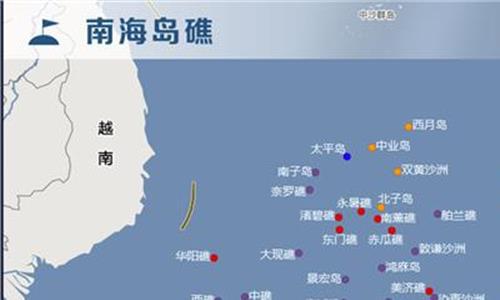 中沙群岛
南海岛礁
西月岛
越南
中业岛
太平岛
双黄沙洲
南子岛
奈罗礁
北子岛
永暑礁
渚碧礁
南薰礁
舶兰礁
东门礁
赤瓜礁
敦谦沙洲
华阳礁
大现礁
鸿庥岛
景宏岛
美济礁
中礁
西礁